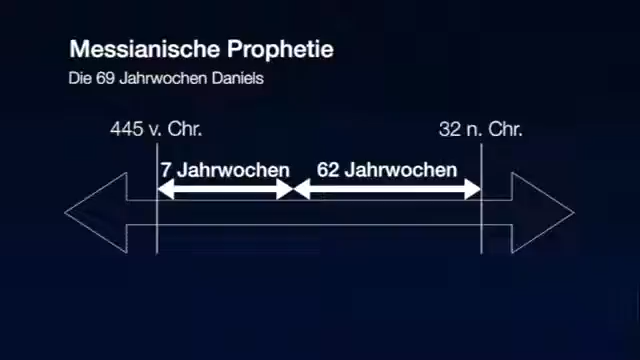 Messianische Prophetie
Die 69 Jahrwochen Daniels
445 v. Chr.
32 n. Chr.
7 Jahrwochen
62 Jahrwochen